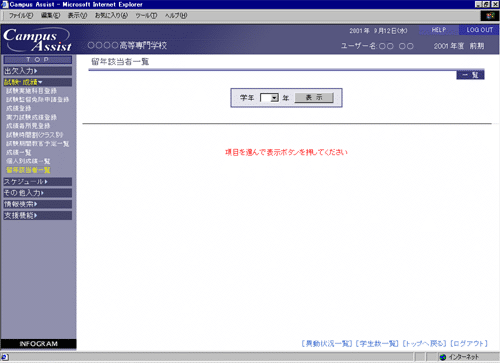 Campus Assist - Microsoft Internet Explorer
ファイル(F) 編集(E) 表示(V) お気に入り(A) ツール(T) ヘルプ(H)
Campus Assist
2001年 9月12日(水) HELP LOG OUT
○○○○高等専門学校 ユーザー名:○○ ○○ 2001年度 前期
TOP
出欠入力
試験・成績
試験実施科目登録
試験監督免除申請登録
成績登録
実力試験成績登録
成績番所見登録
試験時間割(クラス別)
試験期間教官予定一覧
成績一覧
個人別成績一覧
留年該当者一覧
スケジュール
その他入力
情報検索
支援機能
INFOGRAM
留年該当者一覧
一覧
学年 年 表示
項目を選んで表示ボタンを押してください
[異動状況一覧] [学生数一覧] [トップへ戻る] [ログアウト]
インターネット